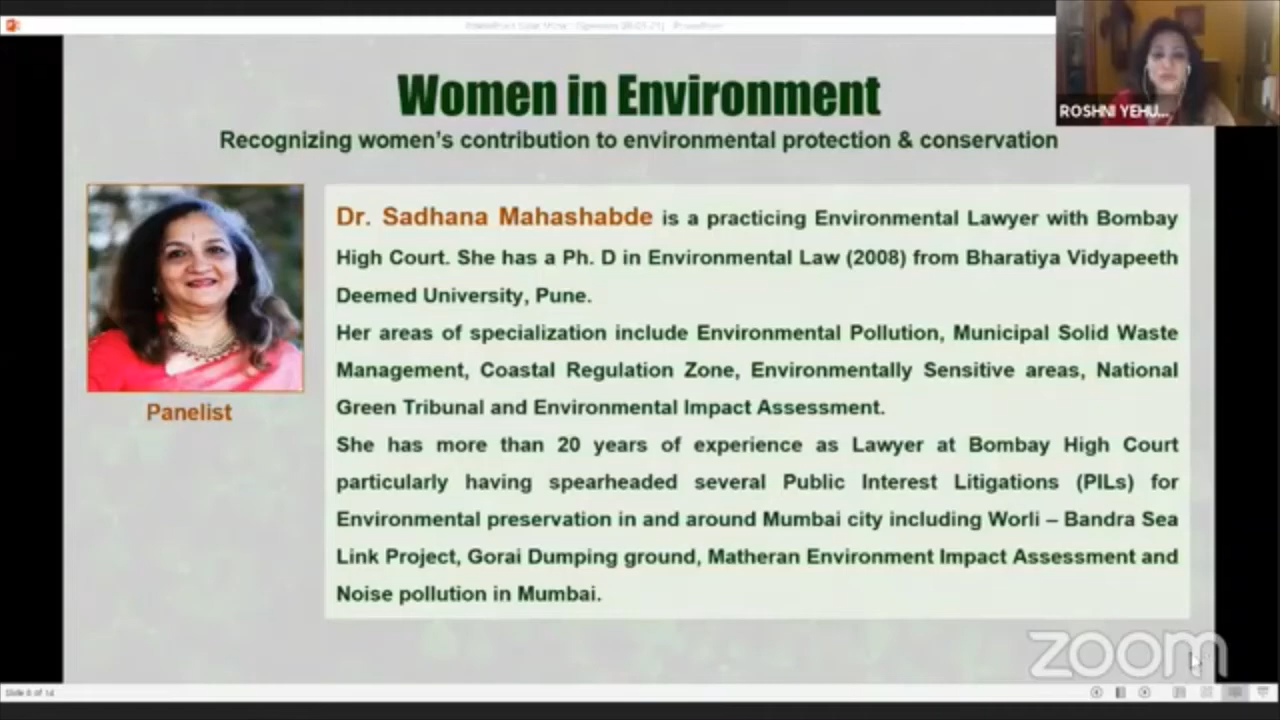 Women in Environment
ROSHNI YEHU...
Recognizing women's contribution to environmental protection & conservation
Dr. Sadhana Mahashabde is a practicing Environmental Lawyer with Bombay
High Court. She has a Ph. D in Environmental Law (2008) from Bharatiya Vidyapeeth
Deemed University, Pune.
Her areas of specialization include Environmental Pollution, Municipal Solid Waste
Management, Coastal Regulation Zone, Environmentally Sensitive areas, National
Green Tribunal and Environmental Impact Assessment.
She has more than 20 years of experience as Lawyer at Bombay High Court
particularly having spearheaded several Public Interest Litigations (PILs) for
Environmental preservation in and around Mumbai city including Worli – Bandra Sea
Link Project, Gorai Dumping ground, Matheran Environment Impact Assessment and
Noise pollution in Mumbai.
Panelist
zoom
Slide 6 of 14